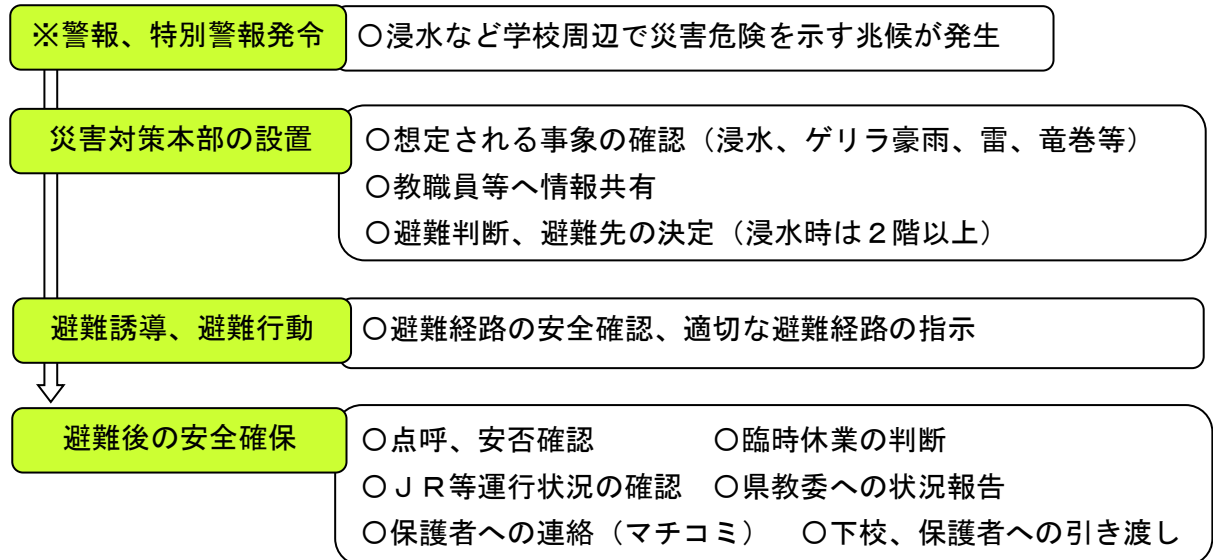 ※警報、特別警報発令
○浸水など学校周辺で災害危険を示す兆候が発生
災害対策本部の設置
○想定される事象の確認（浸水、ゲリラ豪雨、雷、竜巻等）
○教職員等へ情報共有
○避難判断、避難先の決定（浸水時は２階以上）
避難誘導、避難行動
○避難経路の安全確認、適切な避難経路の指示
避難後の安全確保
○点呼、安否確認　○臨時休業の判断
○ＪＲ等運行状況の確認　○県教委への状況報告
○保護者への連絡（マチコミ）　○下校、保護者への引き渡し